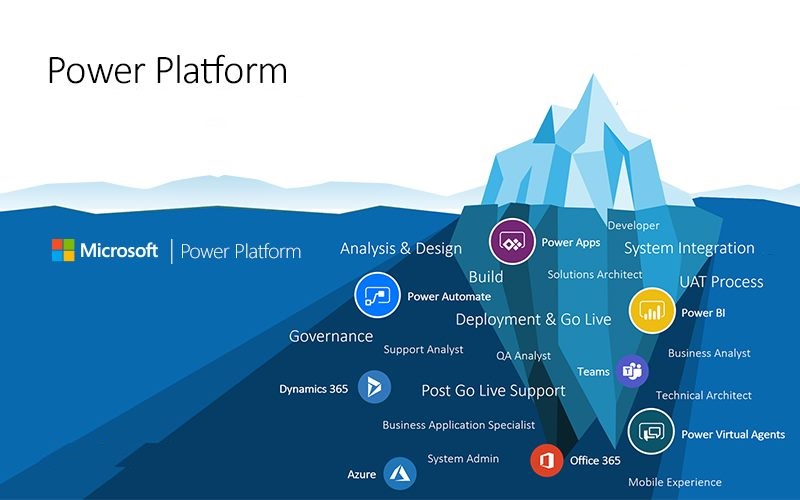 Power Platform
Microsoft | Power Platform
Analysis & Design
Power Apps
Developer
System Integration
Build
Solutions Architect
UAT Process
Power Automate
Deployment & Go Live
Power BI
Governance
Support Analyst
QA Analyst
Business Analyst
Teams
Dynamics 365
Post Go Live Support
Technical Architect
Business Application Specialist
Power Virtual Agents
System Admin
Office 365
Azure
Mobile Experience